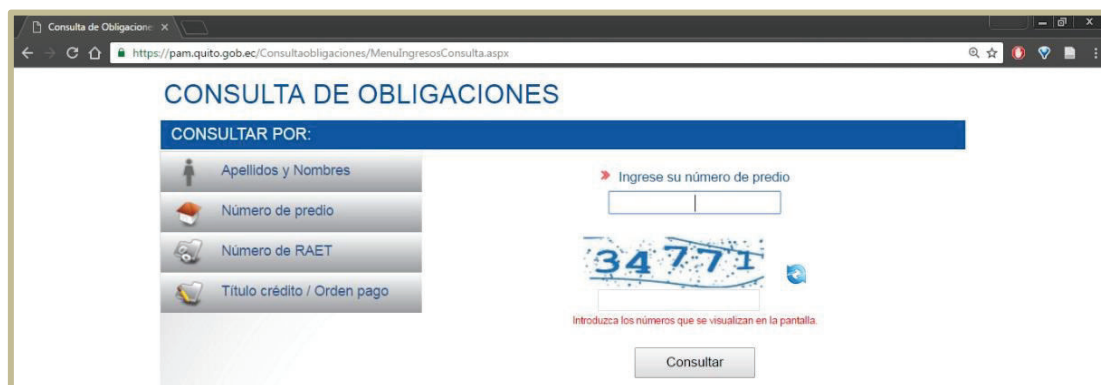 Consulta de Obligacione
https://pam.quito.gob.ec/Consultaobligaciones/MenuIngresosConsulta.aspx
CONSULTA DE OBLIGACIONES
CONSULTAR POR:
Apellidos y Nombres
Número de predio
Número de RAET
Título crédito / Orden pago
Ingrese su número de predio
34771
Introduzca los números que se visualizan en la pantalla.
Consultar